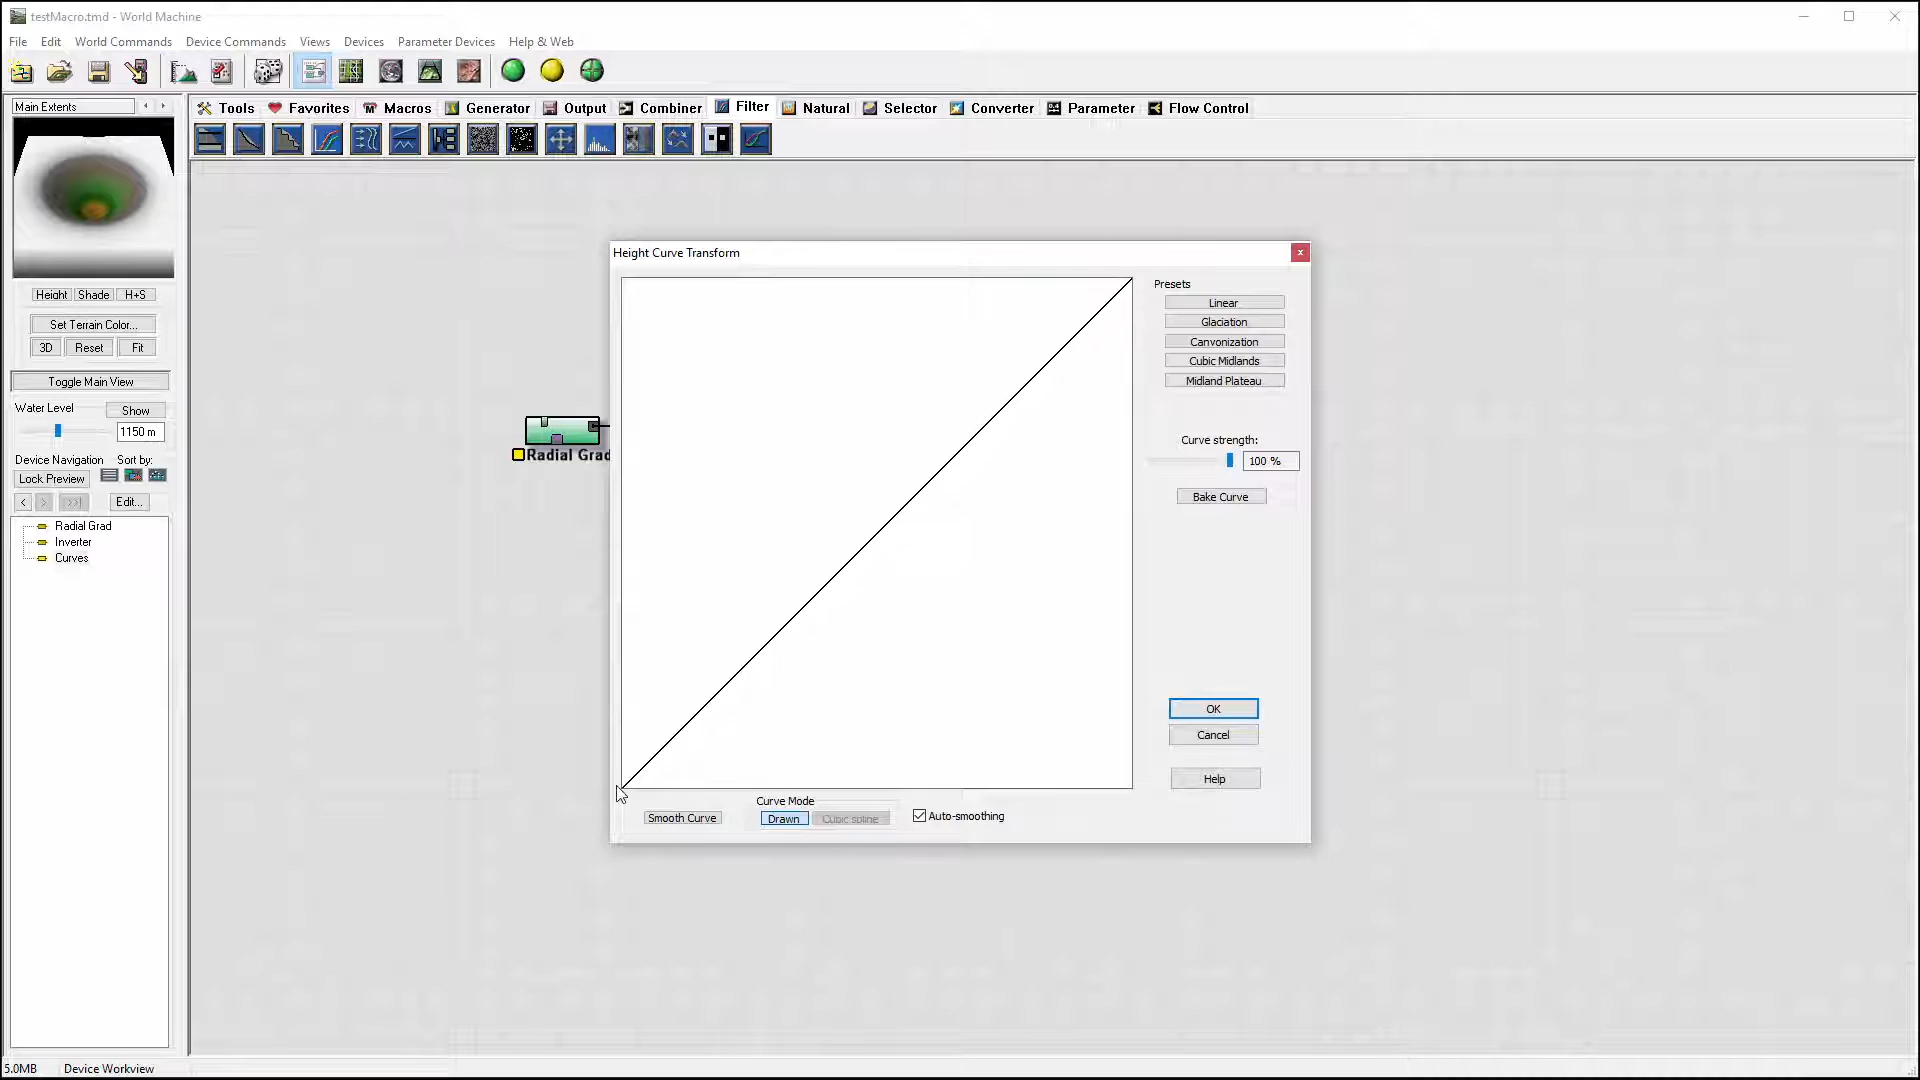 testMacro.tmd - World Machine
File Edit World Commands Device Commands Views Devices Parameter Devices Help & Web
Main Extents
Tools Favorites Macros Generator Output Combiner Filter Natural Selector Converter Parameter Flow Control
Height Shade H+S
Set Terrain Color...
3D Reset Fit
Toggle Main View
Water Level Show
1150 m
Device Navigation Sort by:
Lock Preview
< > >>| Edit...
Radial Grad
Inverter
Curves
Radial Grad
Height Curve Transform
Presets
Linear
Glaciation
Canyonization
Cubic Midlands
Midland Plateau
Curve strength:
100 %
Bake Curve
OK
Cancel
Help
Curve Mode
Smooth Curve Drawn Cubic spline Auto-smoothing
5.0MB Device Workview